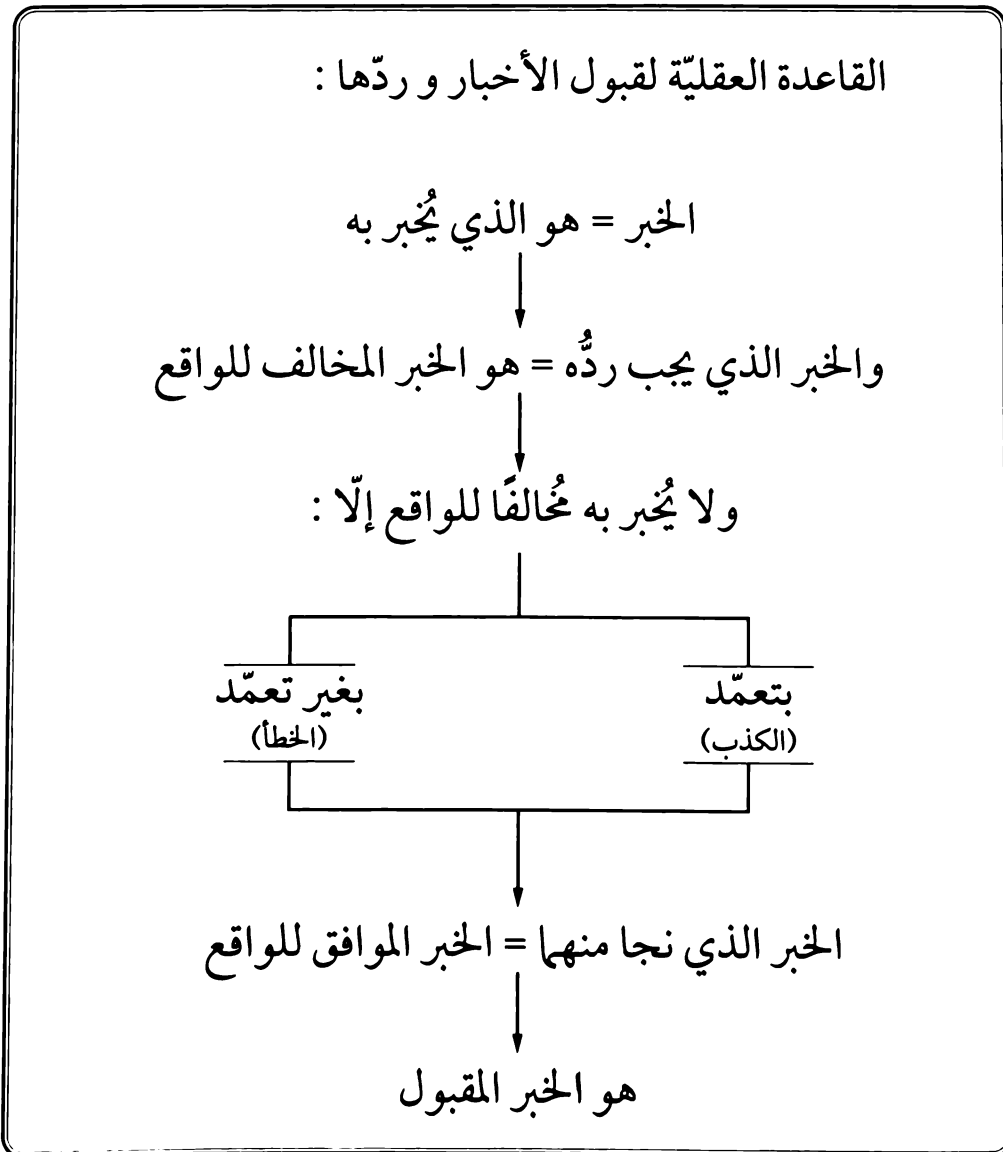 القاعدة العقليّة لقبول الأخبار و ردّها :
الخبر = هو الذي يُخبر به
والخبر الذي يجب ردُّه = هو الخبر المخالف للواقع
ولا يُخبر به مُخالفًا للواقع إلّا :
بتعمّد
(الكذب)
بغير تعمّد
(الخطأ)
الخبر الذي نجا منهما = الخبر الموافق للواقع
هو الخبر المقبول